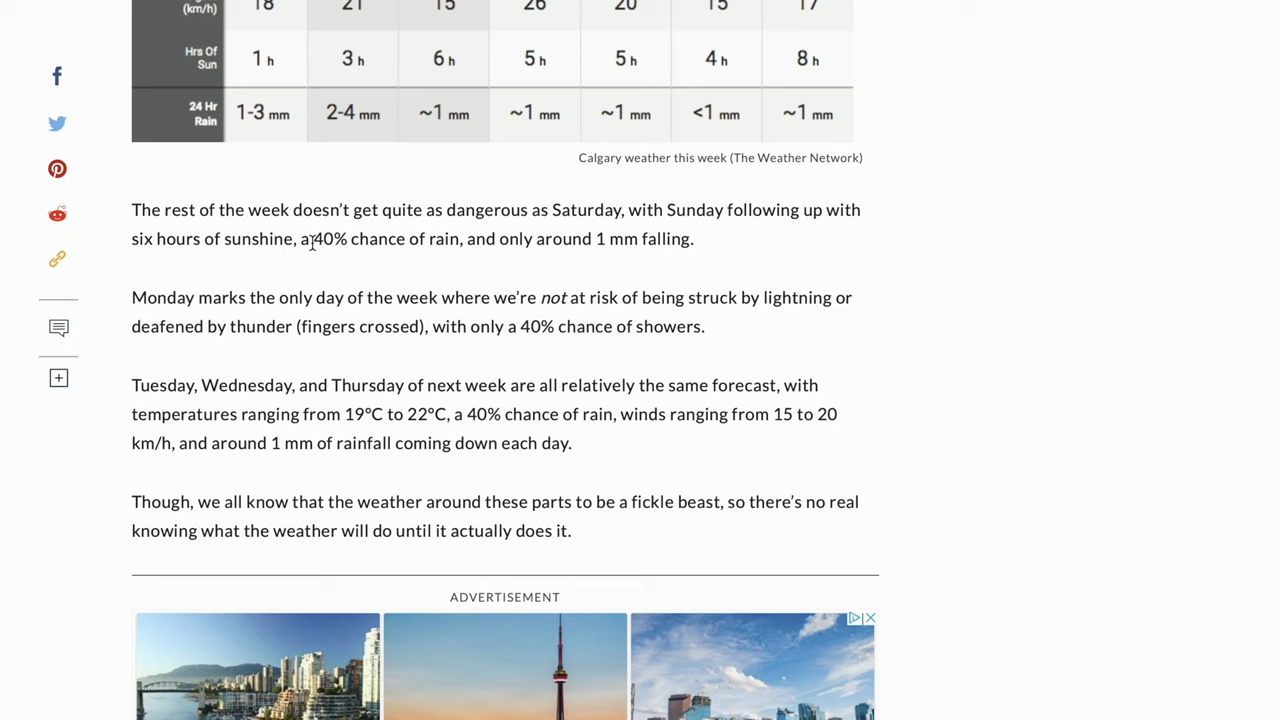 (km/h) 18 21 15 26 20 15 17
Hrs Of
Sun
1 h 3 h 6 h 5 h 5 h 4 h 8 h
24 Hr
Rain
1-3 mm 2-4 mm ~1 mm ~1 mm ~1 mm <1 mm ~1 mm
Calgary weather this week (The Weather Network)
The rest of the week doesn’t get quite as dangerous as Saturday, with Sunday following up with
six hours of sunshine, a 40% chance of rain, and only around 1 mm falling.
Monday marks the only day of the week where we’re not at risk of being struck by lightning or
deafened by thunder (fingers crossed), with only a 40% chance of showers.
Tuesday, Wednesday, and Thursday of next week are all relatively the same forecast, with
temperatures ranging from 19°C to 22°C, a 40% chance of rain, winds ranging from 15 to 20
km/h, and around 1 mm of rainfall coming down each day.
Though, we all know that the weather around these parts to be a fickle beast, so there’s no real
knowing what the weather will do until it actually does it.
ADVERTISEMENT